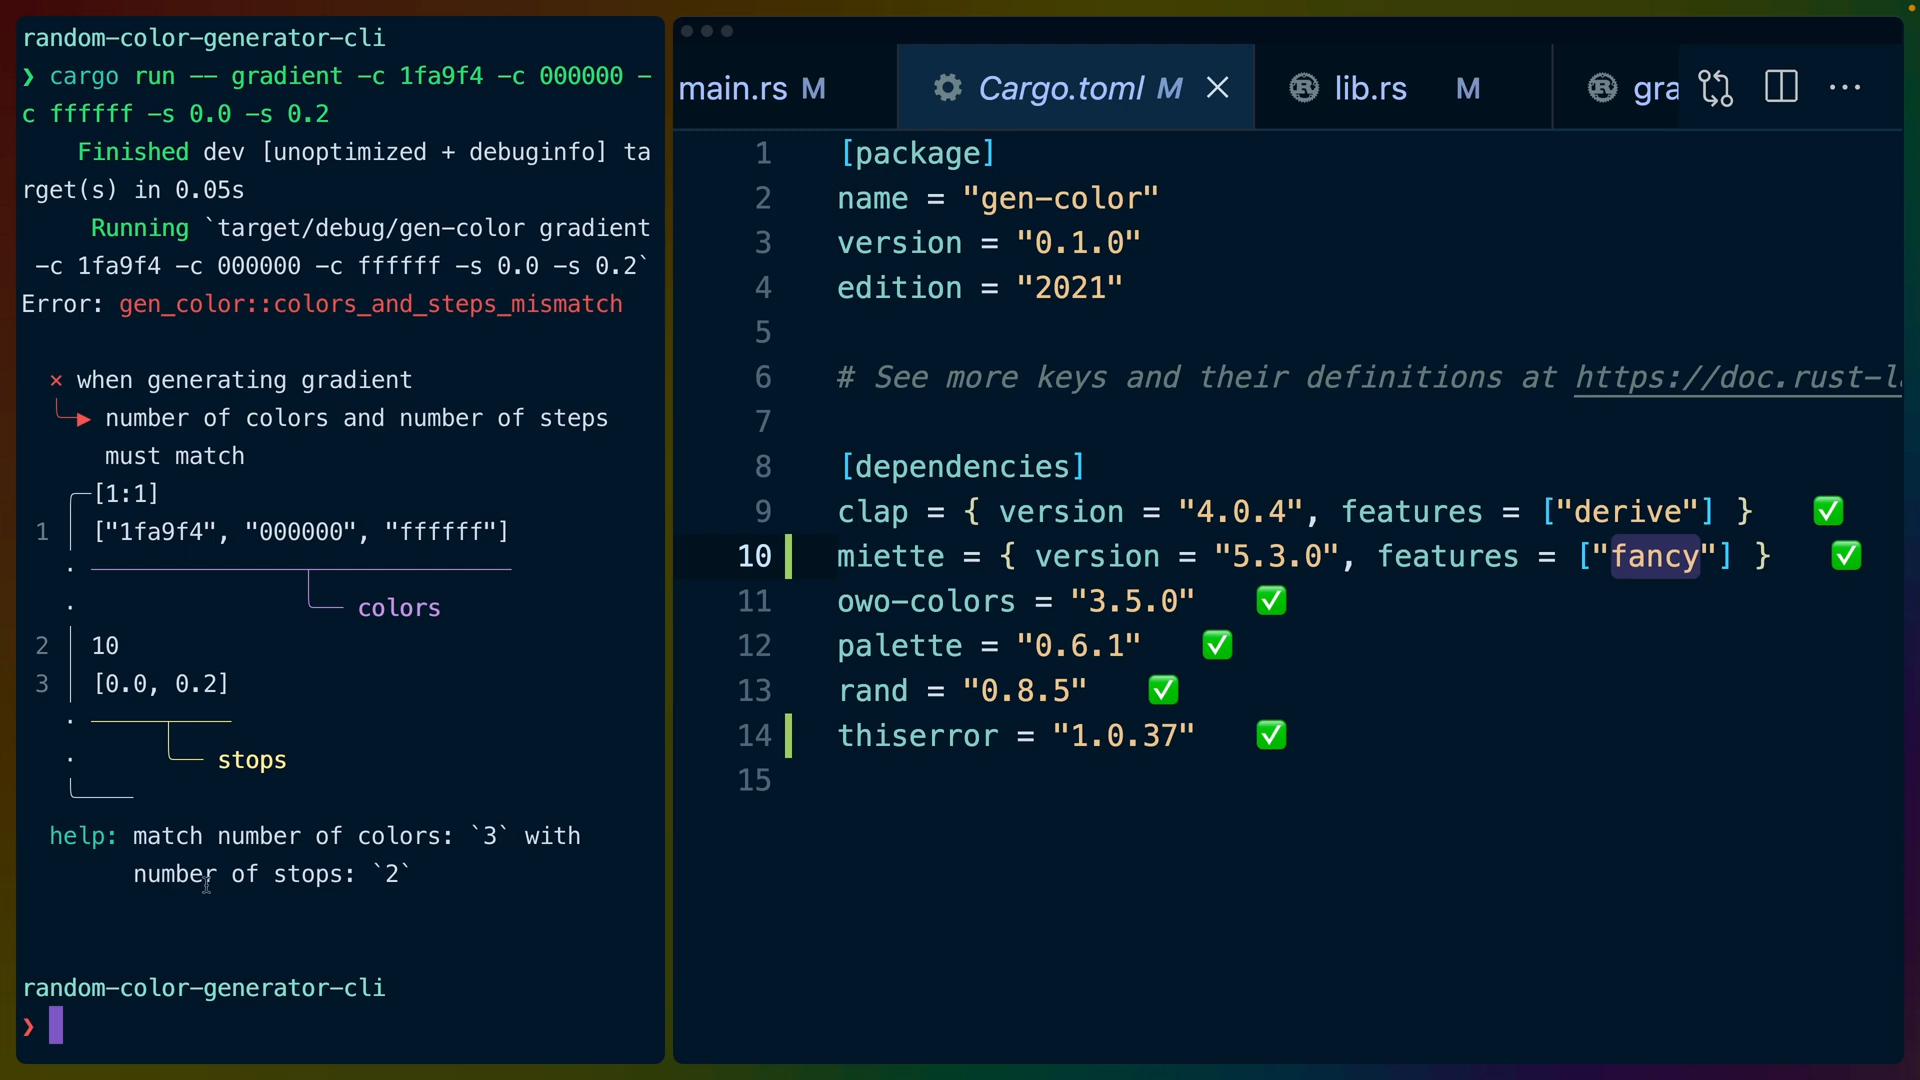 random-color-generator-cli
❯ cargo run -- gradient -c 1fa9f4 -c 000000 -
c ffffff -s 0.0 -s 0.2
Finished dev [unoptimized + debuginfo] ta
rget(s) in 0.05s
Running `target/debug/gen-color gradient
-c 1fa9f4 -c 000000 -c ffffff -s 0.0 -s 0.2`
Error: gen_color::colors_and_steps_mismatch
× when generating gradient
╰─▶ number of colors and number of steps
must match
╭─[1:1]
1 │ ["1fa9f4", "000000", "ffffff"]
· colors
2 │ 10
3 │ [0.0, 0.2]
· stops
help: match number of colors: `3` with
number of stops: `2`
random-color-generator-cli
❯
main.rs M
Cargo.toml M
lib.rs M
gra
1 [package]
2 name = "gen-color"
3 version = "0.1.0"
4 edition = "2021"
5
6 # See more keys and their definitions at https://doc.rust-l
7
8 [dependencies]
9 clap = { version = "4.0.4", features = ["derive"] } ✅
10 miette = { version = "5.3.0", features = ["fancy"] } ✅
11 owo-colors = "3.5.0" ✅
12 palette = "0.6.1" ✅
13 rand = "0.8.5" ✅
14 thiserror = "1.0.37" ✅
15